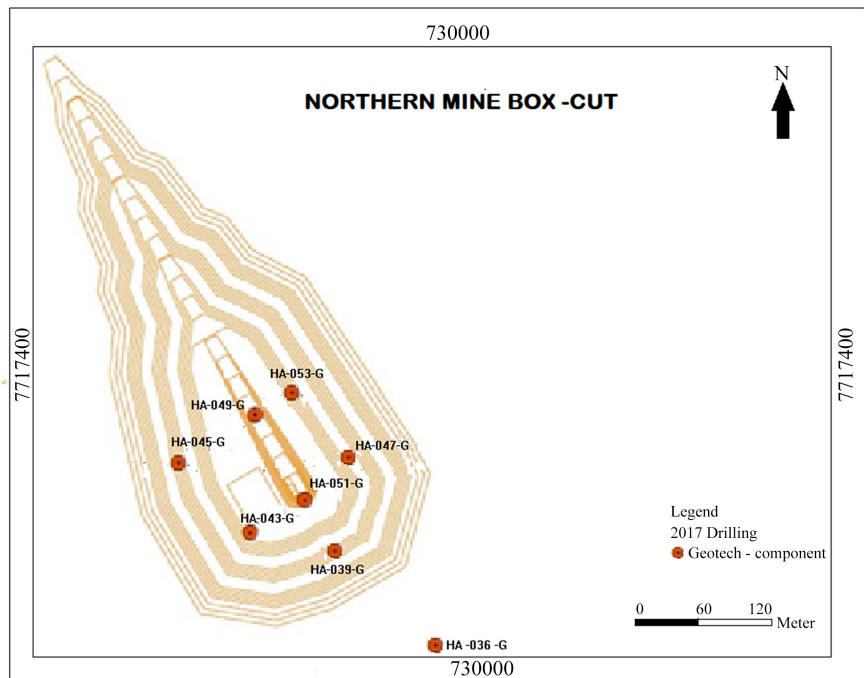 730000
NORTHERN MINE BOX -CUT
N
7717400
7717400
HA-053-G
HA-049-G
HA-045-G
HA-047-G
HA-051-G
HA-043-G
HA-039-G
HA -036 -G
Legend
2017 Drilling
Geotech - component
0 60 120
Meter
730000